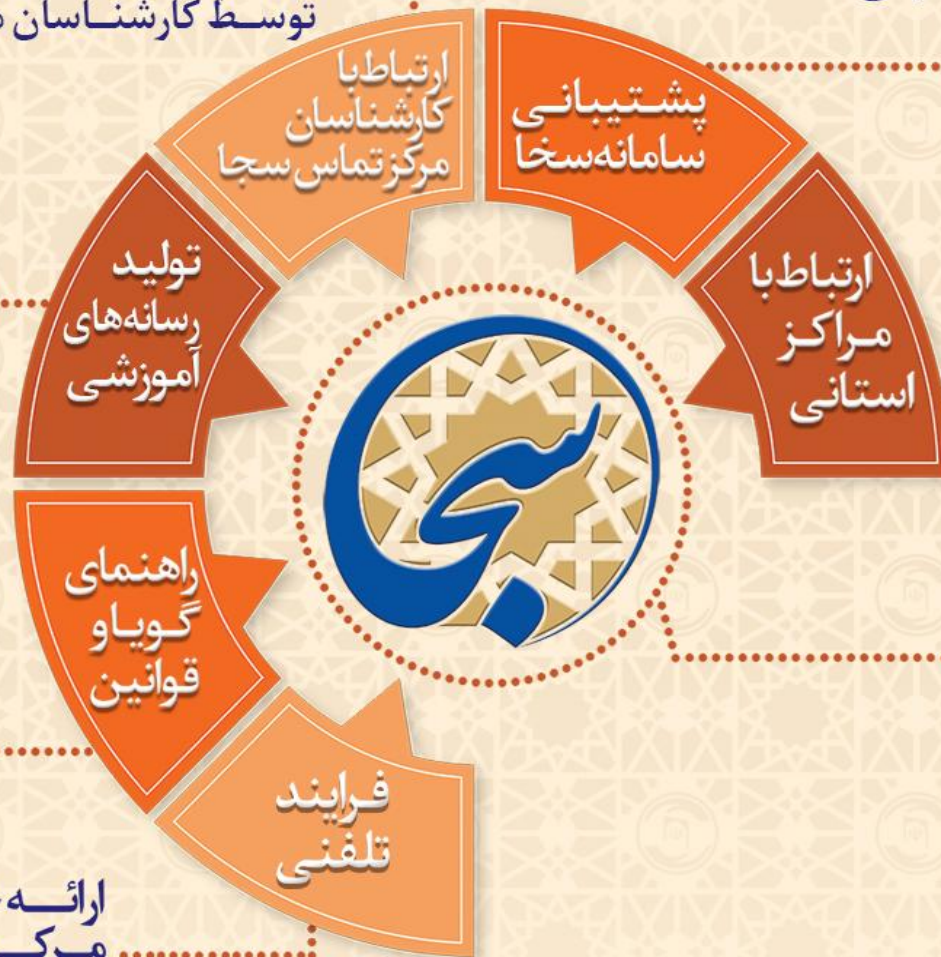 توسط کارشناسان
ارتباط با
کارشناسان
مرکز تماس سجا
پشتیبانی
سامانه سخا
ارتباط با
مراکز
استانی
تولید
رسانه‌های
آموزشی
سجا
راهنمای
گویا و
قوانین
فرایند
تلفنی
ارائه